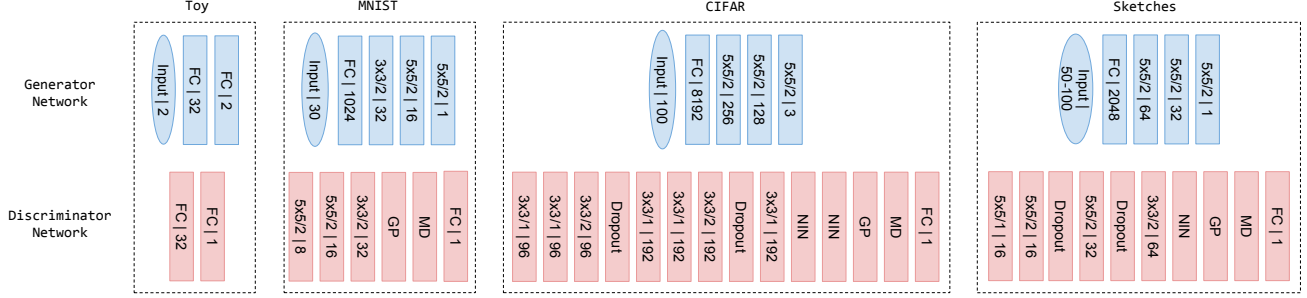 Toy
MNIST
CIFAR
Sketches
Generator
Network
Input | 2
FC | 32
FC | 2
Input | 30
FC | 1024
3x3/2 | 32
5x5/2 | 16
5x5/2 | 1
Input | 100
FC | 8192
5x5/2 | 256
5x5/2 | 128
5x5/2 | 3
Input |
50-100
FC | 2048
5x5/2 | 64
5x5/2 | 32
5x5/2 | 1
Discriminator
Network
FC | 32
FC | 1
5x5/2 | 8
5x5/2 | 16
3x3/2 | 32
GP
MD
FC | 1
3x3/1 | 96
3x3/1 | 96
3x3/2 | 96
Dropout
3x3/1 | 192
3x3/1 | 192
3x3/2 | 192
Dropout
3x3/1 | 192
NIN
NIN
GP
MD
FC | 1
5x5/1 | 16
5x5/2 | 16
Dropout
5x5/2 | 32
Dropout
3x3/2 | 64
NIN
GP
MD
FC | 1